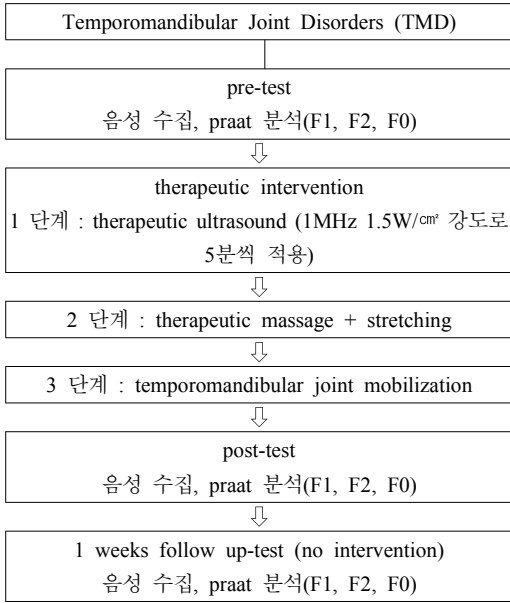 Temporomandibular Joint Disorders (TMD)
pre-test
음성 수집, praat 분석(F1, F2, F0)
therapeutic intervention
1 단계 : therapeutic ultrasound (1MHz 1.5W/㎠ 강도로
5분씩 적용)
2 단계 : therapeutic massage + stretching
3 단계 : temporomandibular joint mobilization
post-test
음성 수집, praat 분석(F1, F2, F0)
1 weeks follow up-test (no intervention)
음성 수집, praat 분석(F1, F2, F0)